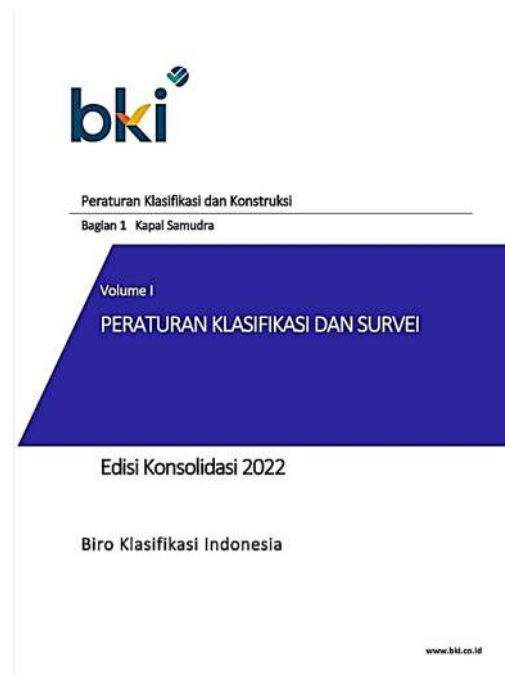 bki
Peraturan Klasifikasi dan Konstruksi
Bagian 1 Kapal Samudra
Volume I
PERATURAN KLASIFIKASI DAN SURVEI
Edisi Konsolidasi 2022
Biro Klasifikasi Indonesia
www.bki.co.id